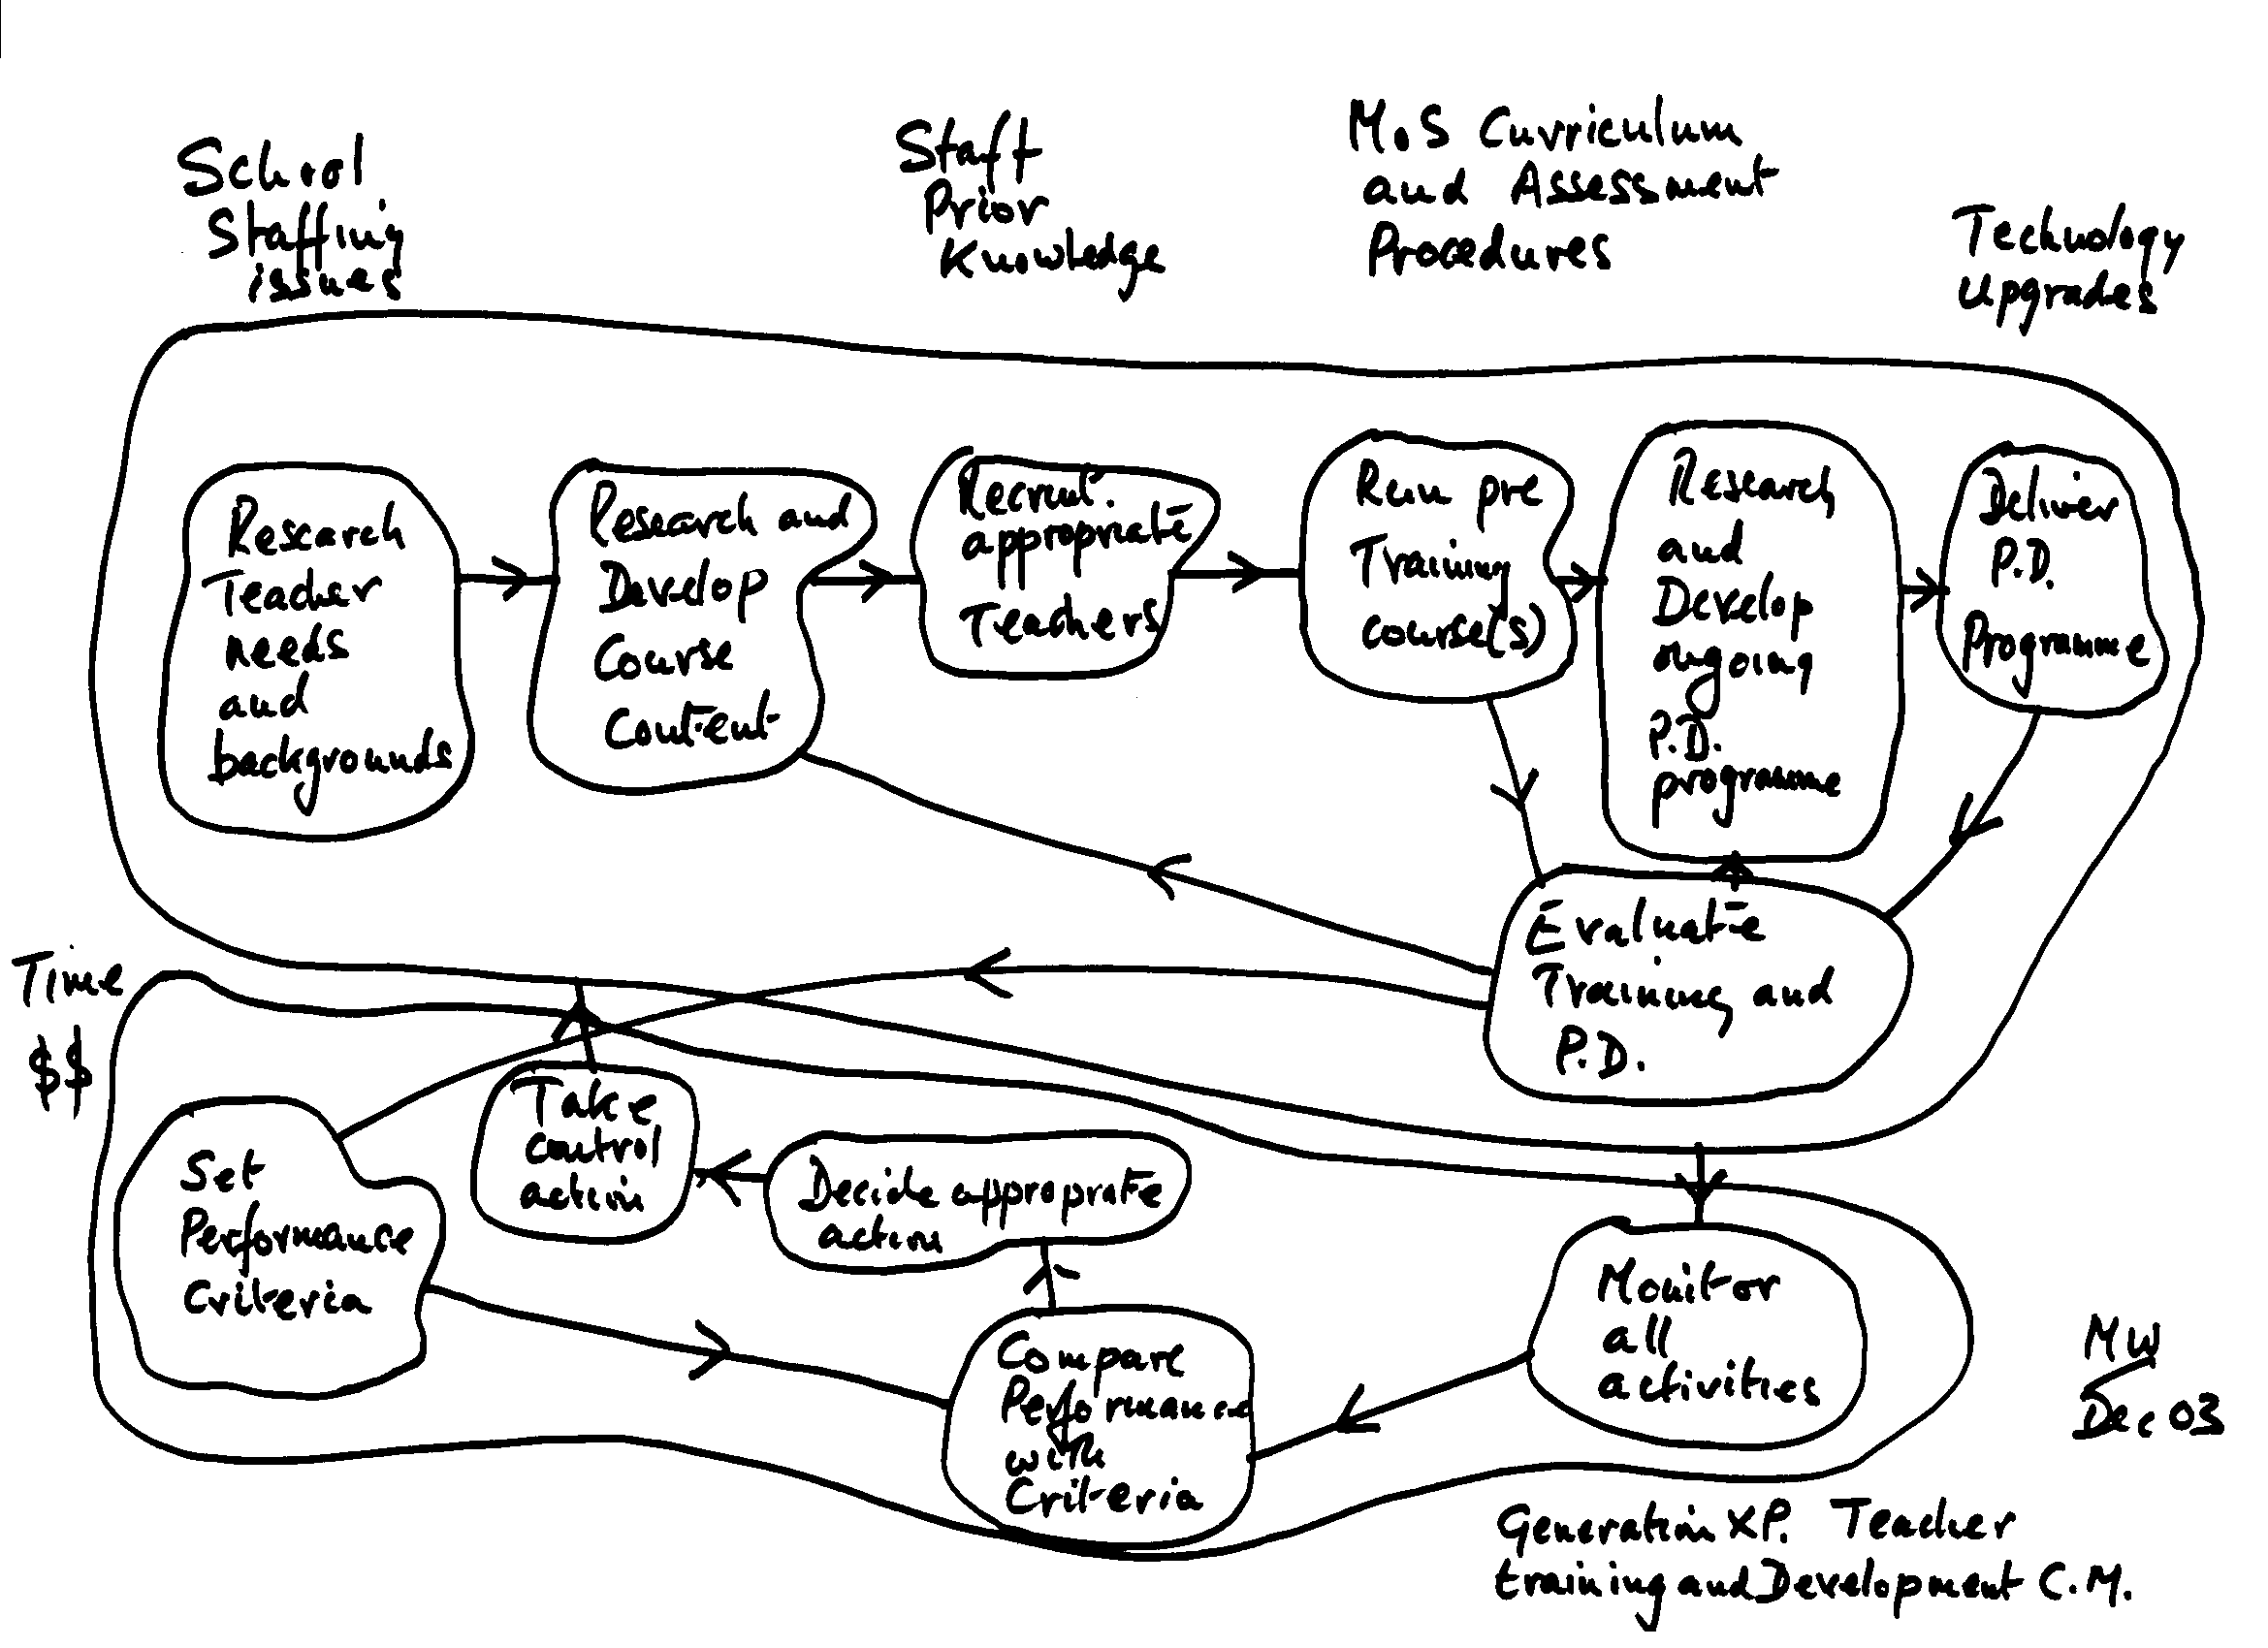 School
Staffing
issues
Staff
Prior
Knowledge
MoS Curriculum
and Assessment
Procedures
Technology
Upgrades
Research
Teacher
needs
and
backgrounds
Research and
Develop
Course
Content
Recruit
appropriate
Teachers
Run pre
Training
course(s)
Research
and
Develop
ongoing
P.D.
programme
Deliver
P.D.
Programme
Evaluate
Training and
P.D.
Time
$$
Set
Performance
Criteria
Take
control
action
Decide appropriate
action
Compare
Performance
with
Criteria
Monitor
all
activities
MW
Dec 03
Generation XP. Teacher
training and Development C.M.